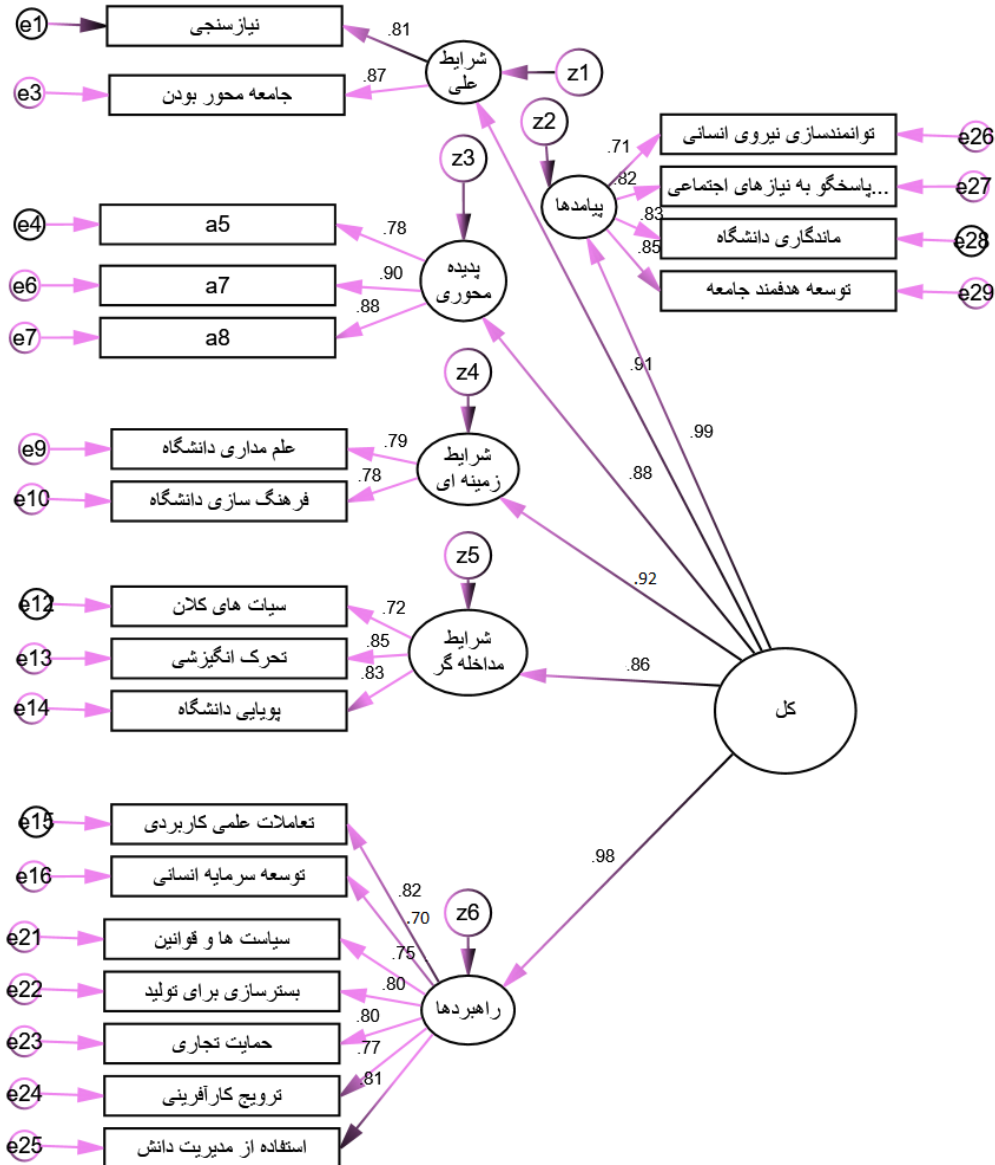 e1
نیازسنجی
.81
شرایط
علی
z1
e3
جامعه محور بودن
.87
z2
پیامدها
.71
توانمندسازی نیروی انسانی
e26
.82
...پاسخگو به نیازهای اجتماعی
e27
.83
ماندگاری دانشگاه
e28
.85
توسعه هدفمند جامعه
e29
z3
e4
a5
.78
پدیده
محوری
e6
a7
.90
e7
a8
.88
.91
.99
.88
z4
e9
علم مداری دانشگاه
.79
شرایط
زمینه ای
e10
فرهنگ سازی دانشگاه
.78
.92
z5
e12
سیات های کلان
.72
شرایط
مداخله گر
e13
تحرک انگیزشی
.85
e14
پویایی دانشگاه
.83
.86
کل
.98
e15
تعاملات علمی کاربردی
.82
e16
توسعه سرمایه انسانی
.70
z6
e21
سیاست ها و قوانین
.75
راهبردها
e22
بسترسازی برای تولید
.80
e23
حمایت تجاری
.80
e24
ترویج کارآفرینی
.77
e25
استفاده از مدیریت دانش
.81